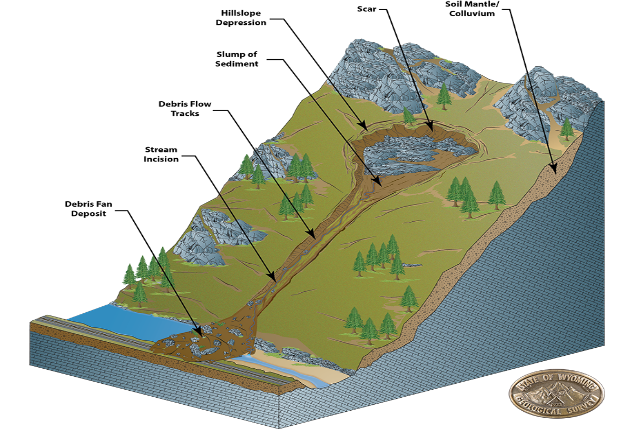 Hillslope
Depression
Scar
Soil Mantle/
Colluvium
Slump of
Sediment
Debris Flow
Tracks
Stream
Incision
Debris Fan
Deposit
STATE OF WYOMING
GEOLOGICAL SURVEY